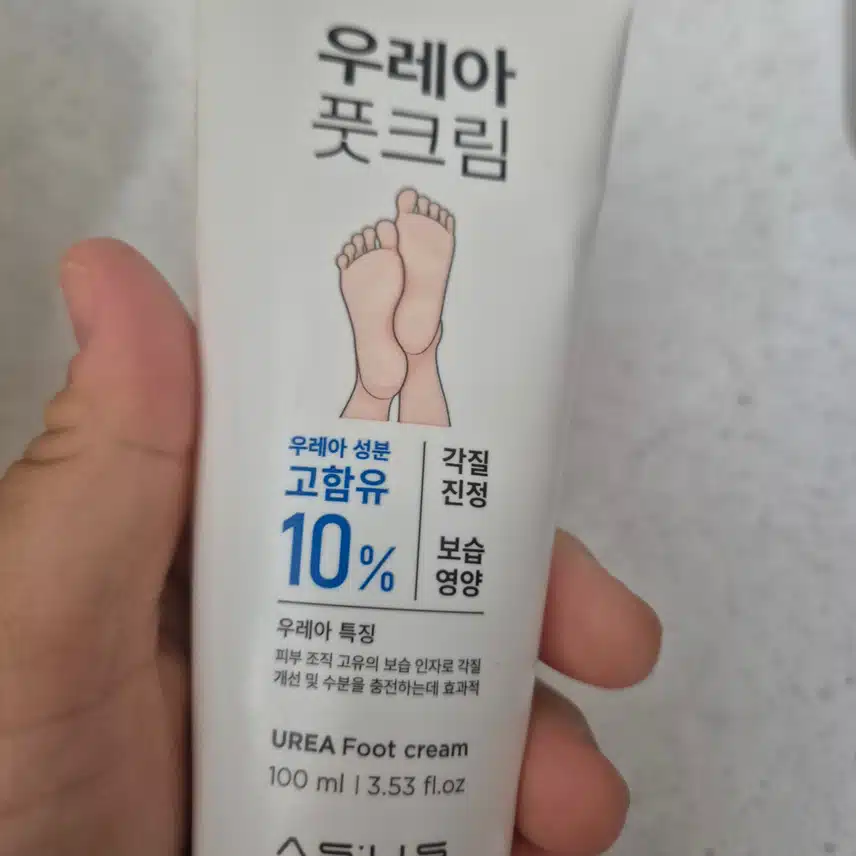 우레아
풋크림
우레아 성분
고함유
10%
각질
진정
보습
영양
우레아 특징
피부 조직 고유의 보습 인자로 각질
개선 및 수분을 충전하는데 효과적
UREA Foot cream
100 ml | 3.53 fl.oz